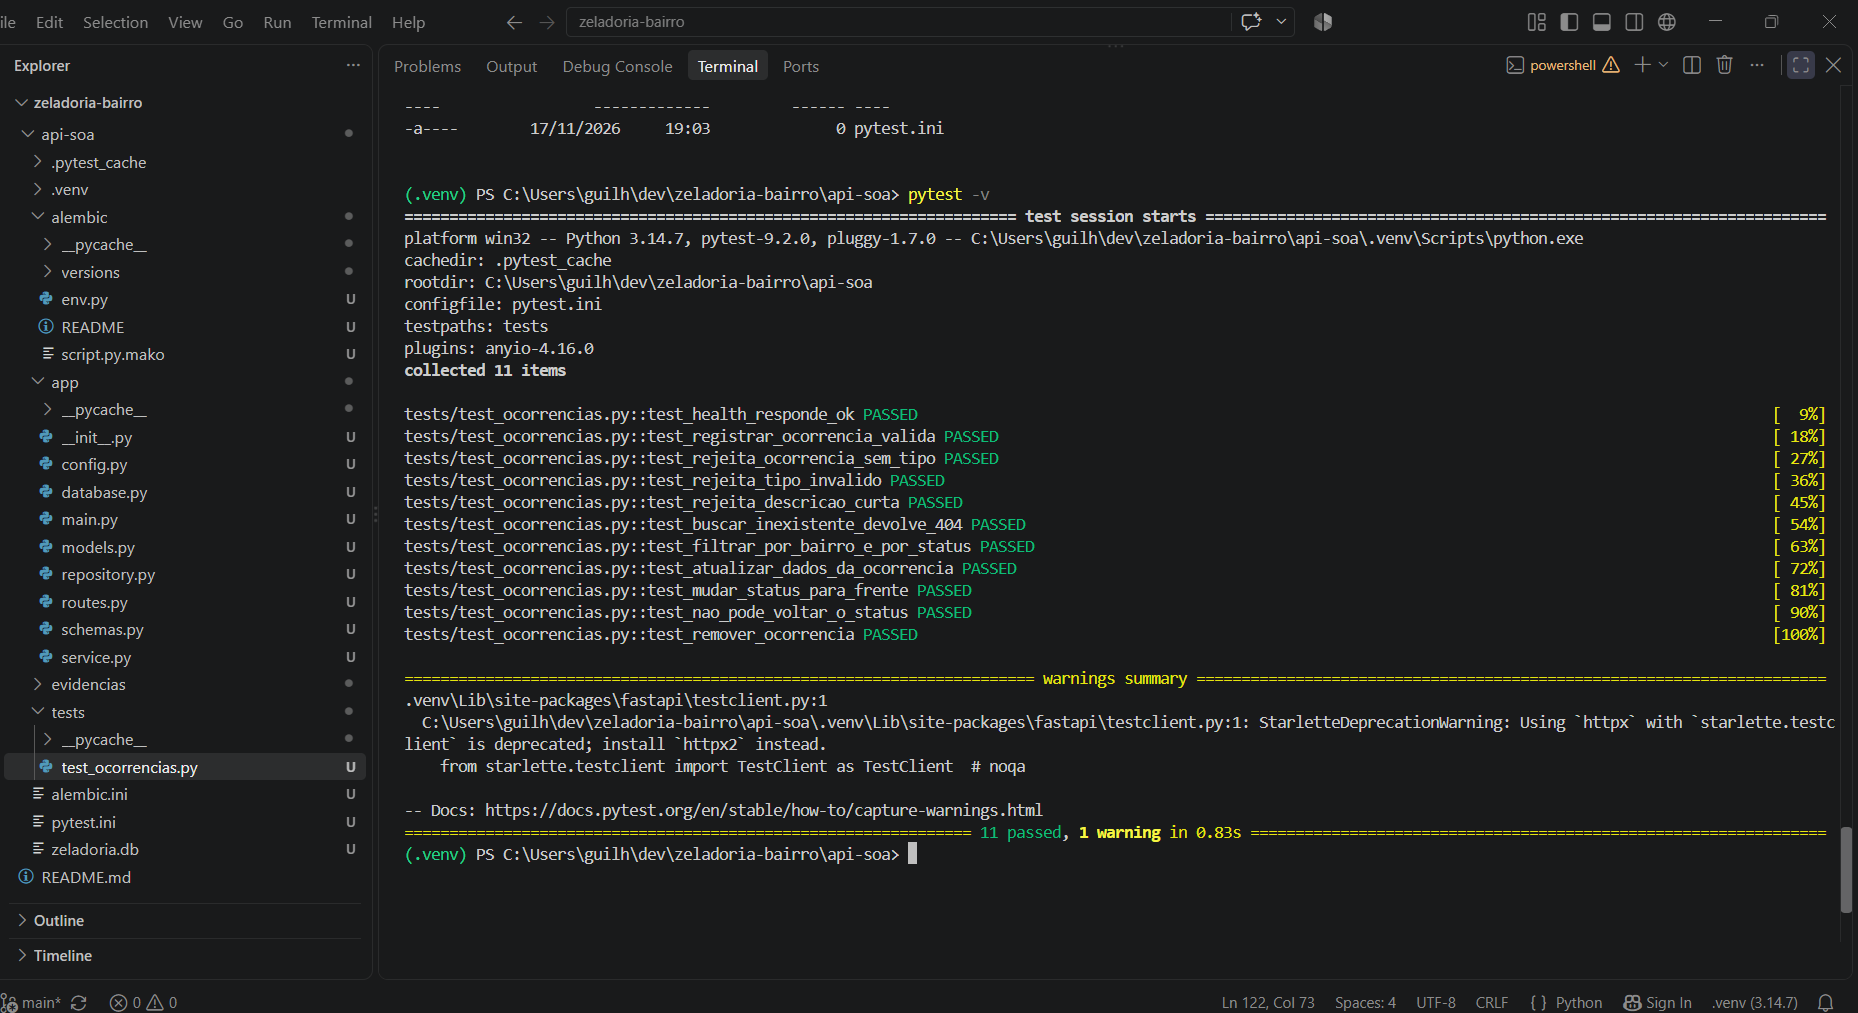 ile Edit Selection View Go Run Terminal Help
zeladoria-bairro
Explorer
zeladoria-bairro
api-soa
.pytest_cache
.venv
alembic
__pycache__
versions
env.py U
README U
script.py.mako U
app
__pycache__
__init__.py U
config.py U
database.py U
main.py U
models.py U
repository.py U
routes.py U
schemas.py U
service.py U
evidencias
tests
__pycache__
test_ocorrencias.py U
alembic.ini U
pytest.ini U
zeladoria.db U
README.md
Outline
Timeline
Problems Output Debug Console Terminal Ports
powershell
---- ------------- ------ ----
-a---- 17/11/2026 19:03 0 pytest.ini
(.venv) PS C:\Users\guilh\dev\zeladoria-bairro\api-soa> pytest -v
==================================================================== test session starts =====================================================================
platform win32 -- Python 3.14.7, pytest-9.2.0, pluggy-1.7.0 -- C:\Users\guilh\dev\zeladoria-bairro\api-soa\.venv\Scripts\python.exe
cachedir: .pytest_cache
rootdir: C:\Users\guilh\dev\zeladoria-bairro\api-soa
configfile: pytest.ini
testpaths: tests
plugins: anyio-4.16.0
collected 11 items
tests/test_ocorrencias.py::test_health_responde_ok PASSED [  9%]
tests/test_ocorrencias.py::test_registrar_ocorrencia_valida PASSED [ 18%]
tests/test_ocorrencias.py::test_rejeita_ocorrencia_sem_tipo PASSED [ 27%]
tests/test_ocorrencias.py::test_rejeita_tipo_invalido PASSED [ 36%]
tests/test_ocorrencias.py::test_rejeita_descricao_curta PASSED [ 45%]
tests/test_ocorrencias.py::test_buscar_inexistente_devolve_404 PASSED [ 54%]
tests/test_ocorrencias.py::test_filtrar_por_bairro_e_por_status PASSED [ 63%]
tests/test_ocorrencias.py::test_atualizar_dados_da_ocorrencia PASSED [ 72%]
tests/test_ocorrencias.py::test_mudar_status_para_frente PASSED [ 81%]
tests/test_ocorrencias.py::test_nao_pode_voltar_o_status PASSED [ 90%]
tests/test_ocorrencias.py::test_remover_ocorrencia PASSED [100%]
====================================================================== warnings summary ======================================================================
.venv\Lib\site-packages\fastapi\testclient.py:1
C:\Users\guilh\dev\zeladoria-bairro\api-soa\.venv\Lib\site-packages\fastapi\testclient.py:1: StarletteDeprecationWarning: Using `httpx` with `starlette.testc
lient` is deprecated; install `httpx2` instead.
from starlette.testclient import TestClient as TestClient  # noqa
-- Docs: https://docs.pytest.org/en/stable/how-to/capture-warnings.html
=============================================================== 11 passed, 1 warning in 0.83s ================================================================
(.venv) PS C:\Users\guilh\dev\zeladoria-bairro\api-soa>
main* 0 0 Ln 122, Col 73 Spaces: 4 UTF-8 CRLF { } Python Sign In .venv (3.14.7)